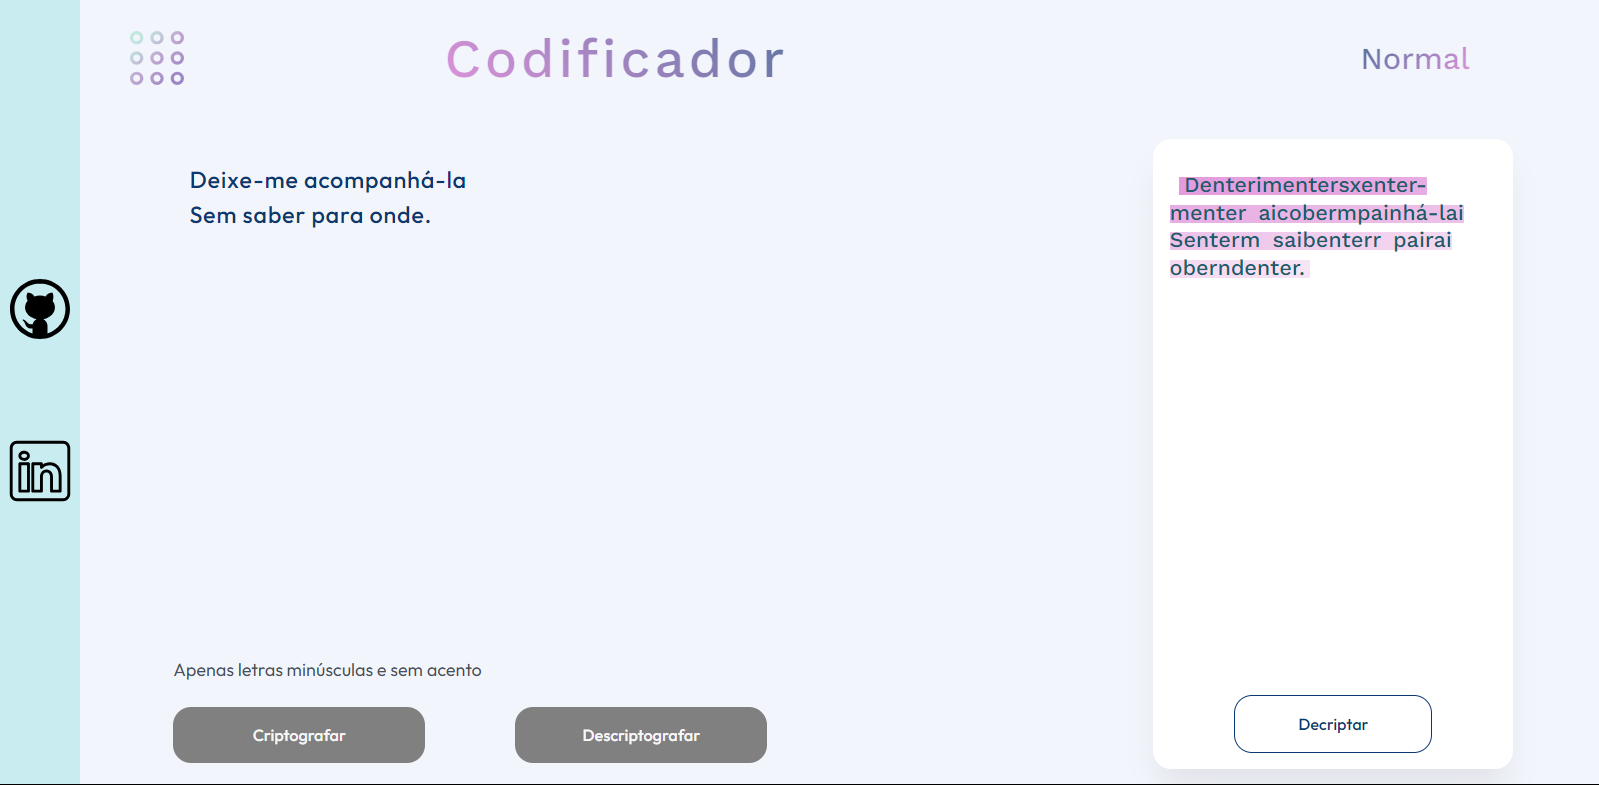 Codificador
Normal
Deixe-me acompanhá-la
Sem saber para onde.
Denterimentersxenter-
menter aicobermpainhá-lai
Senterm saibenterr pairai
oberndenter.
Apenas letras minúsculas e sem acento
Criptografar
Descriptografar
Decriptar
in